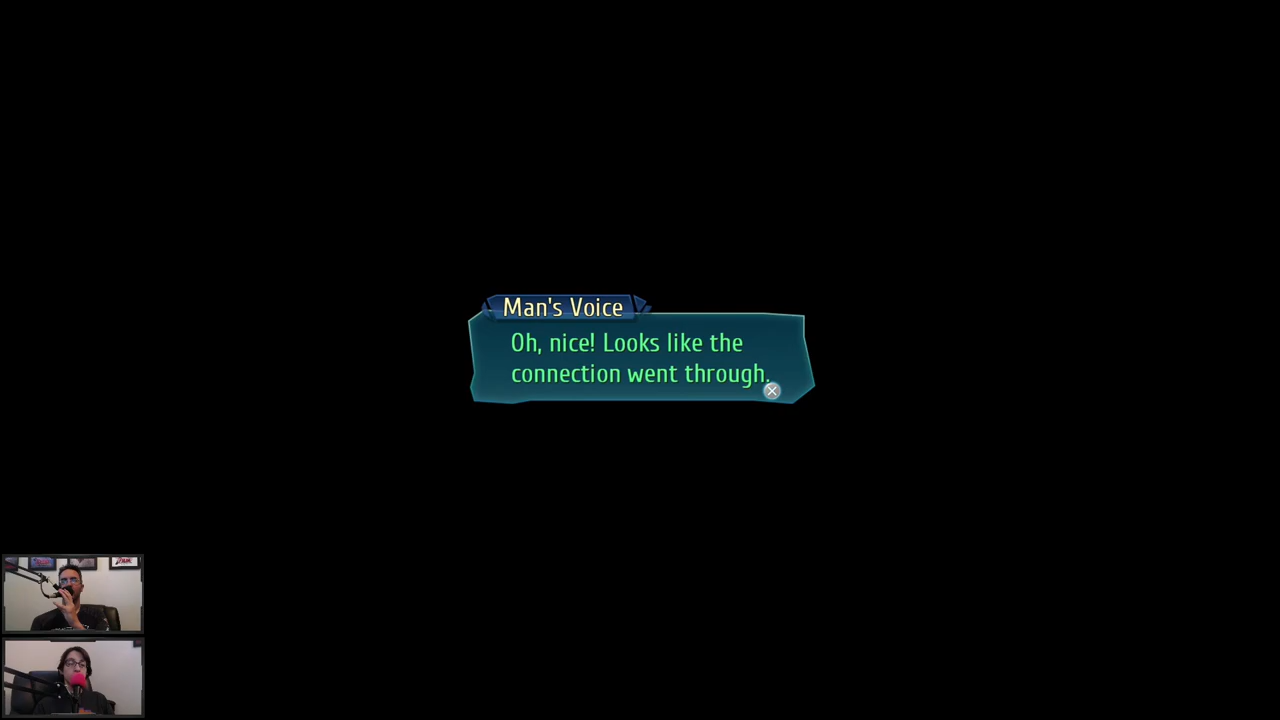 Man's Voice
Oh, nice! Looks like the
connection went through.